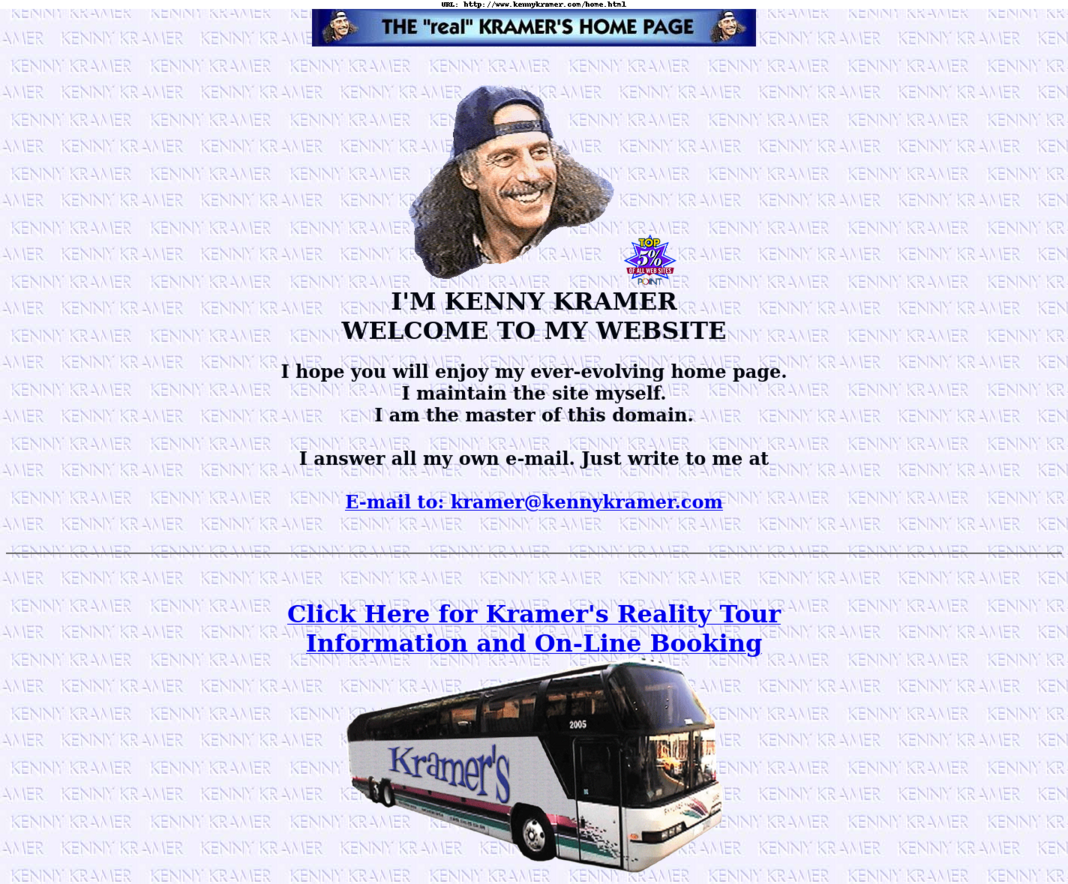 URL: http://www.kennykramer.com/home.html
THE "real" KRAMER'S HOME PAGE
KENNY KRAMER
TOP
5%
OF ALL WEB SITES
POINT
I'M KENNY KRAMER
WELCOME TO MY WEBSITE
I hope you will enjoy my ever-evolving home page.
I maintain the site myself.
I am the master of this domain.
I answer all my own e-mail. Just write to me at
E-mail to: kramer@kennykramer.com
Click Here for Kramer's Reality Tour
Information and On-Line Booking
2005
Kramer's